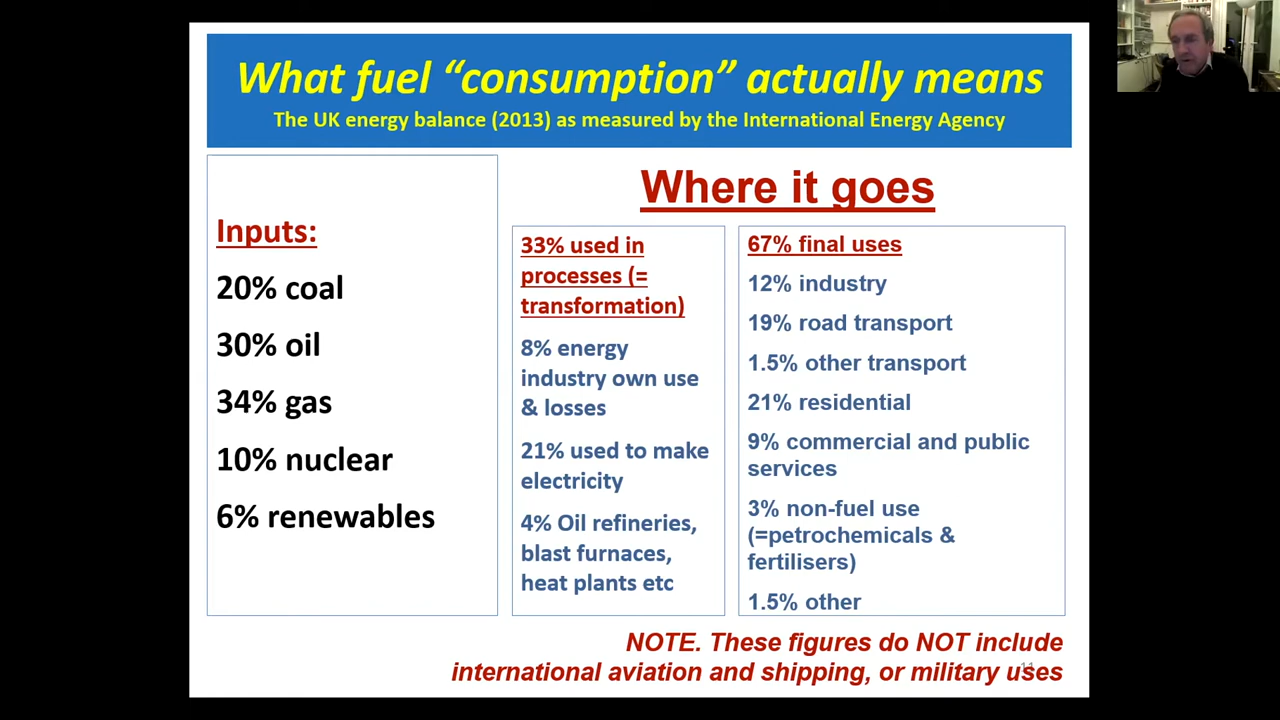 What fuel “consumption” actually means
The UK energy balance (2013) as measured by the International Energy Agency
Inputs:
20% coal
30% oil
34% gas
10% nuclear
6% renewables
Where it goes
33% used in
processes (=
transformation)
8% energy
industry own use
& losses
21% used to make
electricity
4% Oil refineries,
blast furnaces,
heat plants etc
67% final uses
12% industry
19% road transport
1.5% other transport
21% residential
9% commercial and public
services
3% non-fuel use
(=petrochemicals &
fertilisers)
1.5% other
NOTE. These figures do NOT include
international aviation and shipping, or military uses
11